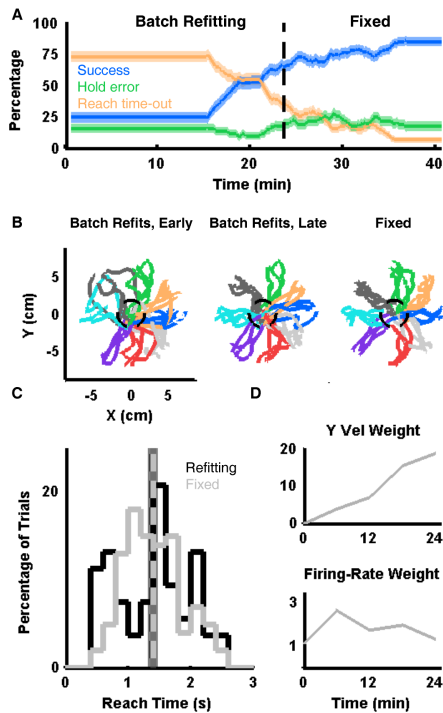 A
Batch Refitting
Fixed
100
75
50
25
0
Percentage
Success
Hold error
Reach time-out
0
10
20
30
40
Time (min)
B
Batch Refits, Early
Batch Refits, Late
Fixed
5
0
-5
Y (cm)
-5
0
5
X (cm)
C
20
0
Percentage of Trials
Refitting
Fixed
0
1
2
3
Reach Time (s)
D
Y Vel Weight
20
10
0
0
12
24
Firing-Rate Weight
3
1
0
12
24
Time (min)